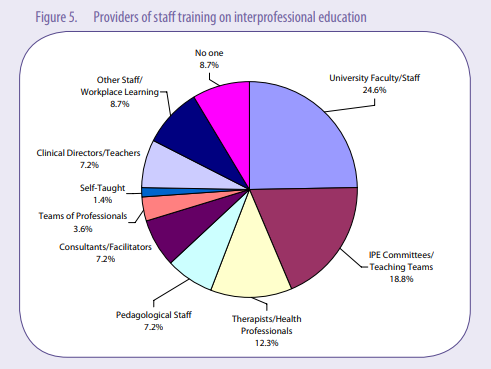 Figure 5. Providers of staff training on interprofessional education
No one
8.7%
Other Staff/
Workplace Learning
8.7%
University Faculty/Staff
24.6%
Clinical Directors/Teachers
7.2%
Self-Taught
1.4%
Teams of Professionals
3.6%
Consultants/Facilitators
7.2%
IPE Committees/
Teaching Teams
18.8%
Pedagogical Staff
7.2%
Therapists/Health
Professionals
12.3%